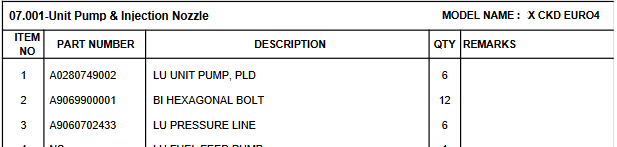 07.001-Unit Pump & Injection Nozzle MODEL NAME : X CKD EURO4
ITEM NO PART NUMBER DESCRIPTION QTY REMARKS
1 A0280749002 LU UNIT PUMP, PLD 6
2 A9069900001 BI HEXAGONAL BOLT 12
3 A9060702433 LU PRESSURE LINE 6